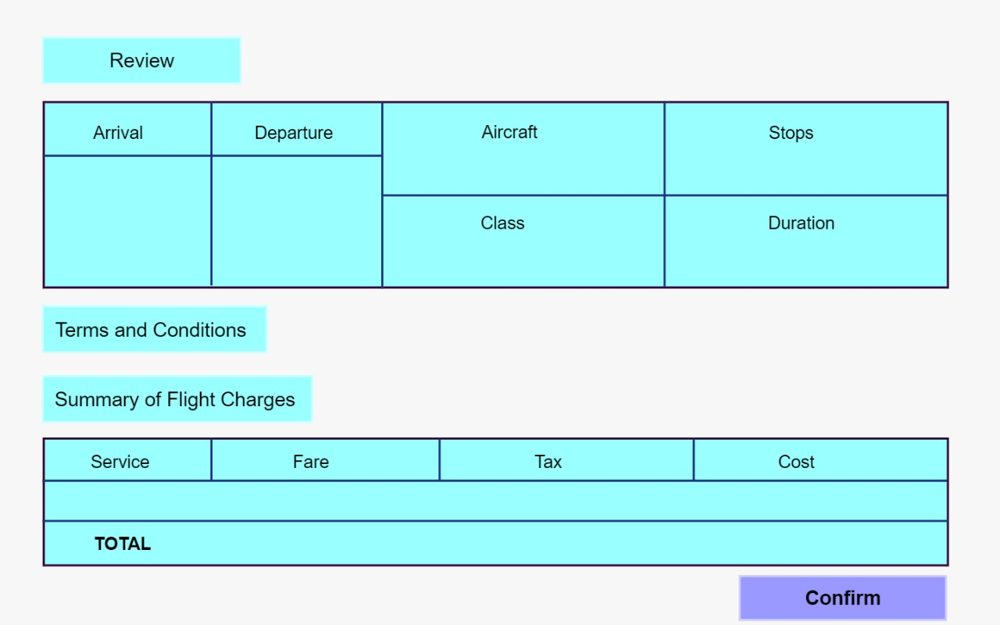 Review
Arrival Departure Aircraft Stops
Class Duration
Terms and Conditions
Summary of Flight Charges
Service Fare Tax Cost
TOTAL
Confirm